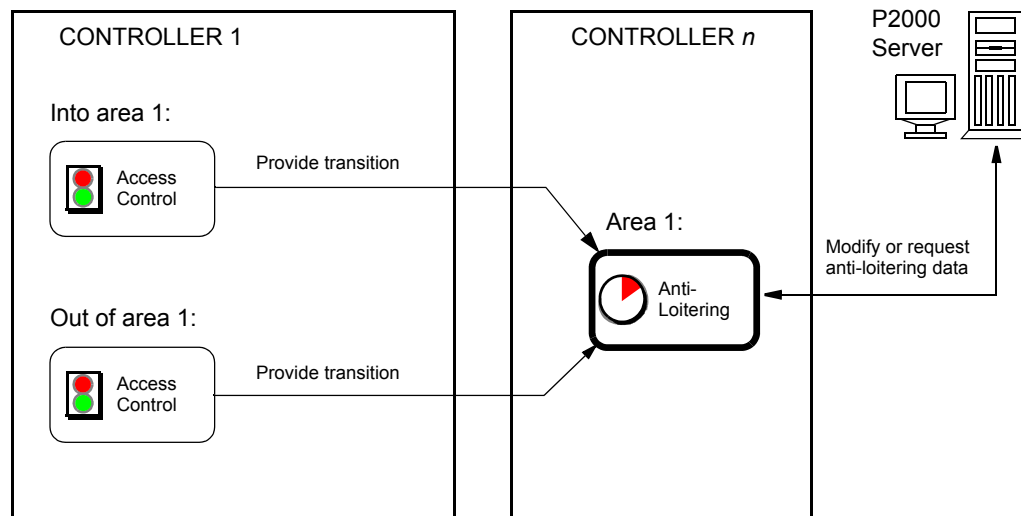 CONTROLLER 1
Into area 1:
Access
Control
Provide transition
Out of area 1:
Access
Control
Provide transition
CONTROLLER n
Area 1:
Anti-
Loitering
P2000
Server
Modify or request
anti-loitering data